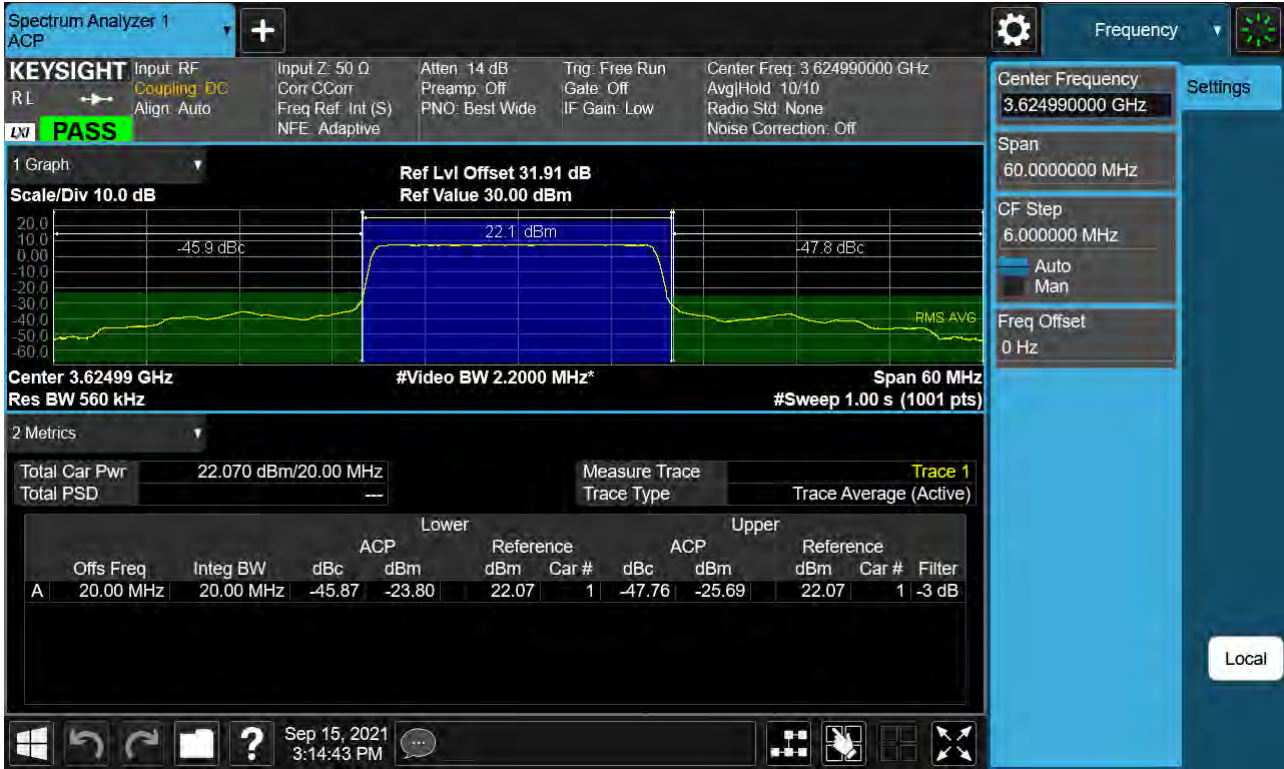 Spectrum Analyzer 1
ACP
+
Frequency
KEYSIGHT
R L
LXI PASS
Input: RF
Coupling: DC
Align: Auto
Input Z: 50 Ω
Corr CCorr
Freq Ref: Int (S)
NFE: Adaptive
Atten: 14 dB
Preamp: Off
PNO: Best Wide
Trig: Free Run
Gate: Off
IF Gain: Low
Center Freq: 3.624990000 GHz
Avg|Hold: 10/10
Radio Std: None
Noise Correction: Off
Center Frequency
3.624990000 GHz
Settings
Span
60.0000000 MHz
CF Step
6.000000 MHz
Auto
Man
Freq Offset
0 Hz
Local
1 Graph
Scale/Div 10.0 dB
Ref Lvl Offset 31.91 dB
Ref Value 30.00 dBm
20.0
10.0
0.00
-10.0
-20.0
-30.0
-40.0
-50.0
-60.0
-45.9 dBc
22.1 dBm
-47.8 dBc
RMS AVG
Center 3.62499 GHz #Video BW 2.2000 MHz* Span 60 MHz
Res BW 560 kHz #Sweep 1.00 s (1001 pts)
2 Metrics
Total Car Pwr 22.070 dBm/20.00 MHz
Total PSD ---
Measure Trace Trace 1
Trace Type Trace Average (Active)
Lower Upper
ACP Reference ACP Reference
Offs Freq Integ BW dBc dBm dBm Car # dBc dBm dBm Car # Filter
A 20.00 MHz 20.00 MHz -45.87 -23.80 22.07 1 -47.76 -25.69 22.07 1 -3 dB
?
Sep 15, 2021
3:14:43 PM